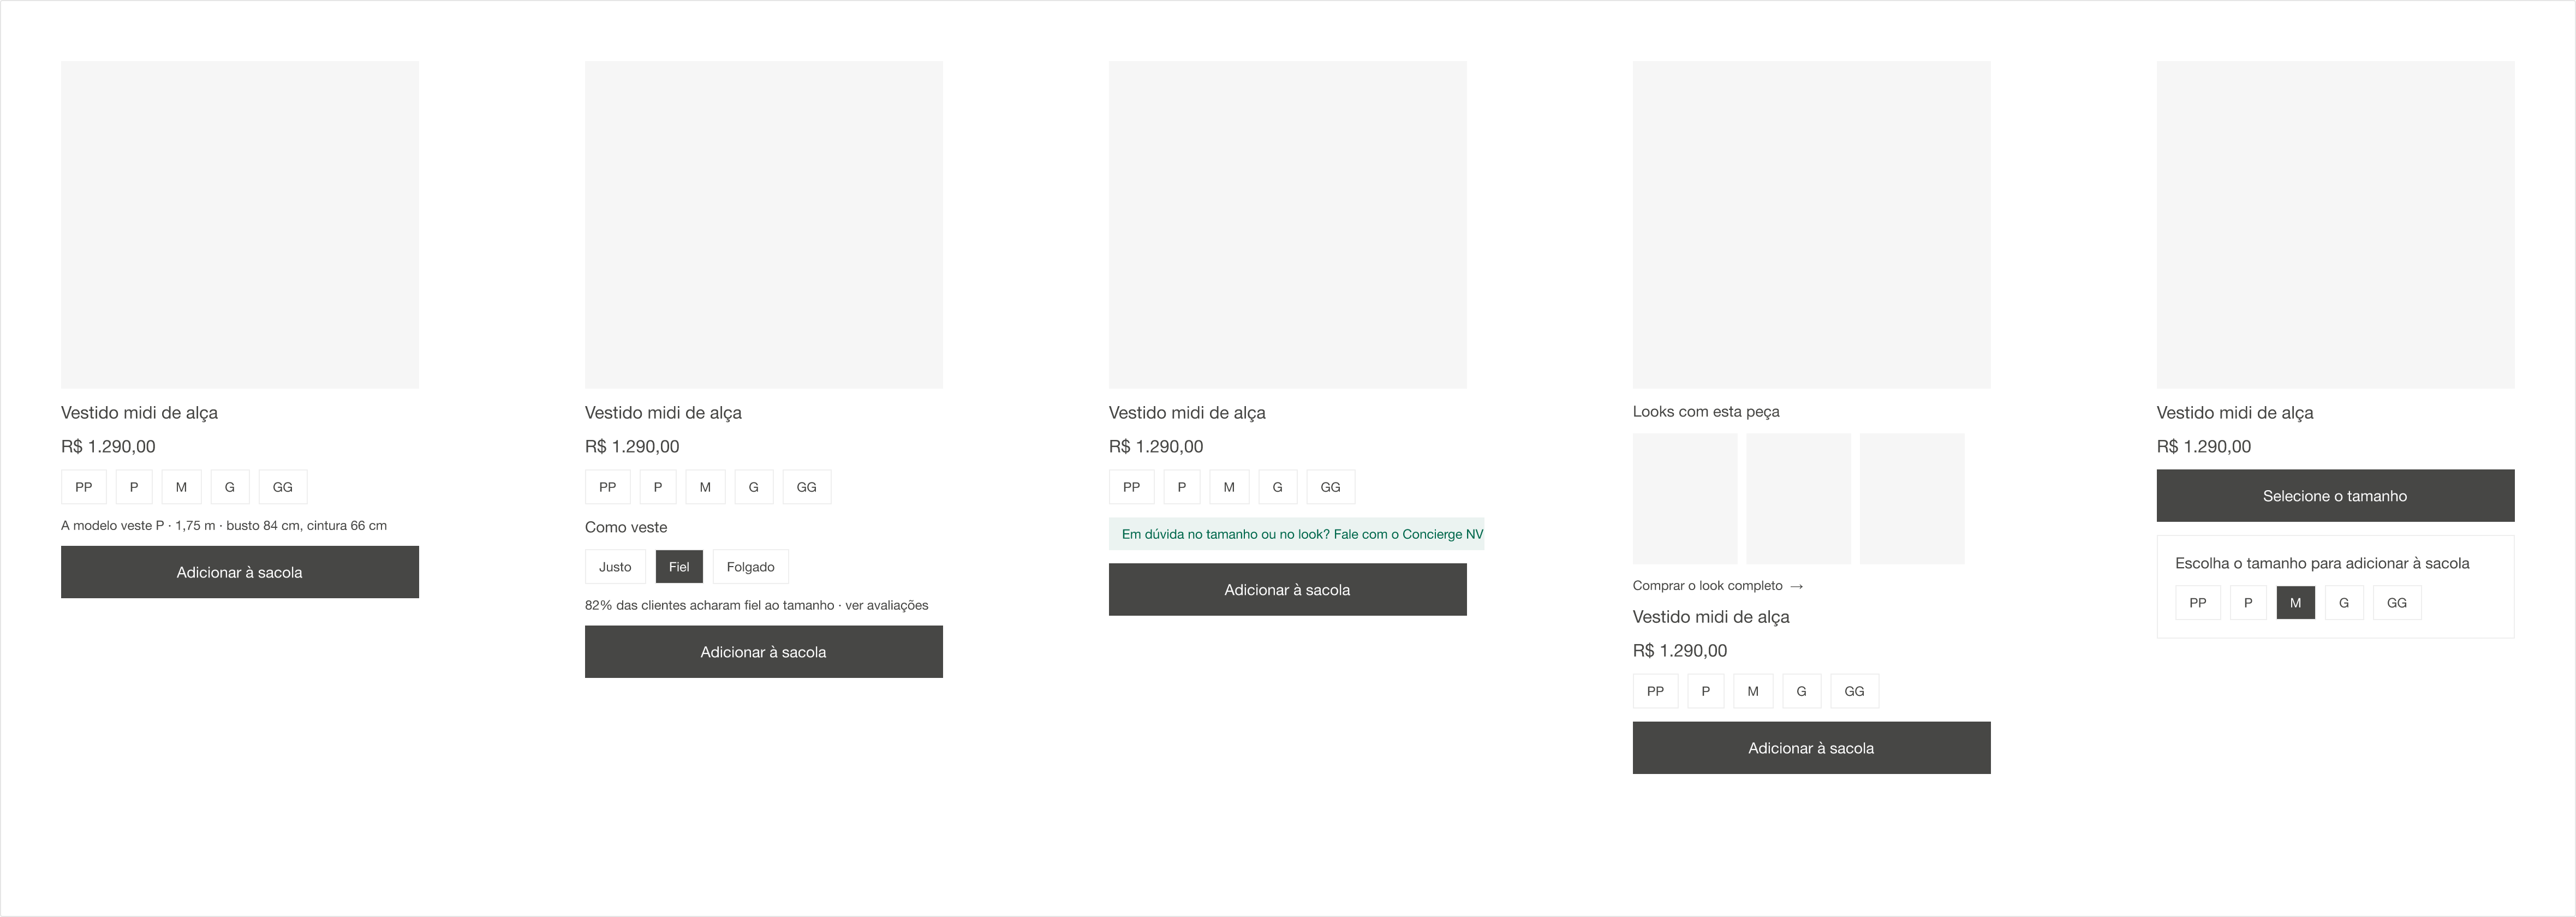 Vestido midi de alça
R$ 1.290,00
PP P M G GG
A modelo veste P · 1,75 m · busto 84 cm, cintura 66 cm
Adicionar à sacola
Vestido midi de alça
R$ 1.290,00
PP P M G GG
Como veste
Justo Fiel Folgado
82% das clientes acharam fiel ao tamanho · ver avaliações
Adicionar à sacola
Vestido midi de alça
R$ 1.290,00
PP P M G GG
Em dúvida no tamanho ou no look? Fale com o Concierge NV
Adicionar à sacola
Looks com esta peça
Comprar o look completo →
Vestido midi de alça
R$ 1.290,00
PP P M G GG
Adicionar à sacola
Vestido midi de alça
R$ 1.290,00
Selecione o tamanho
Escolha o tamanho para adicionar à sacola
PP P M G GG